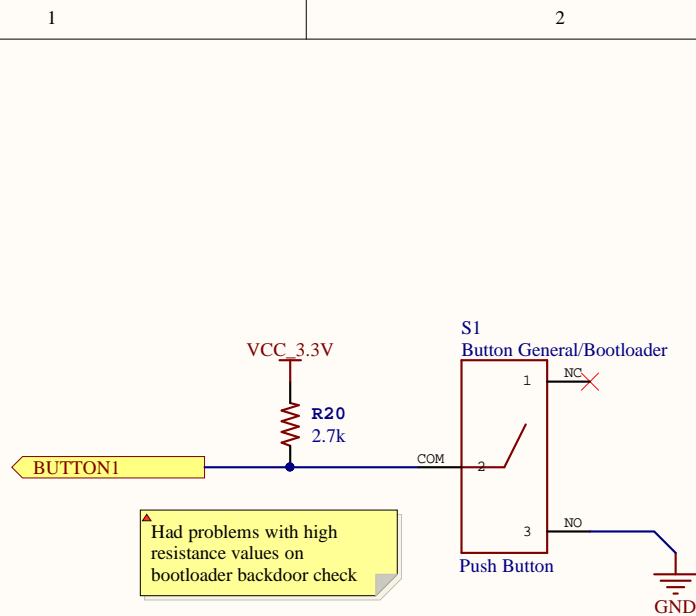 1
2
S1
Button General/Bootloader
VCC_3.3V
1
NC
R20
2.7k
BUTTON1
COM
2
Had problems with high
resistance values on
bootloader backdoor check
3
NO
Push Button
GND